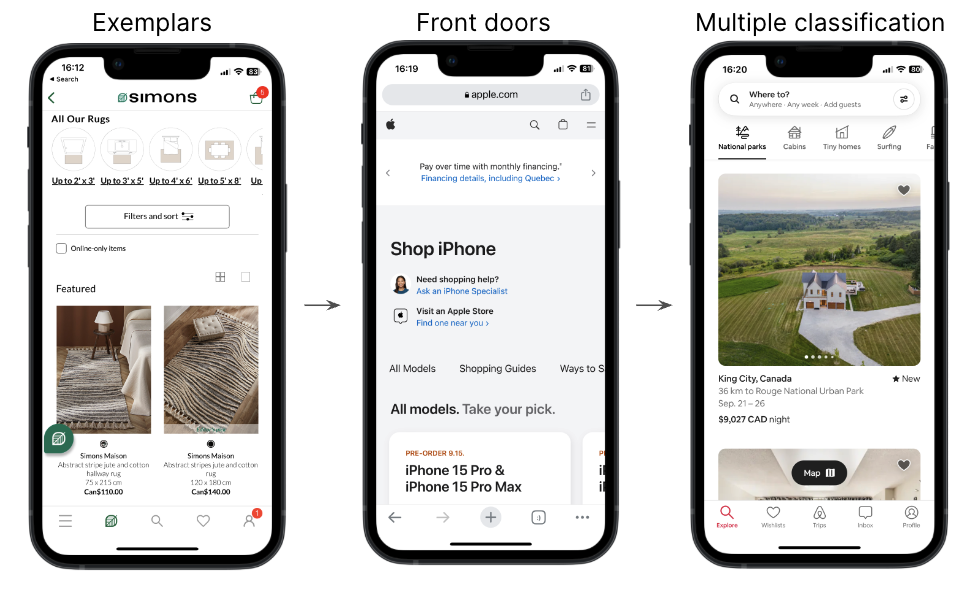 Exemplars
Front doors
Multiple classification
16:12
Search
83
simons
6
All Our Rugs
Up to 2' x 3'
Up to 3' x 5'
Up to 4' x 6'
Up to 5' x 8'
Up
Filters and sort
Online-only items
Featured
Simons Maison
Abstract stripe jute and cotton
hallway rug
75 x 215 cm
Can$110.00
Simons Maison
Abstract stripes jute and cotton
rug
120 x 180 cm
Can$140.00
1
16:19
81
apple.com
Pay over time with monthly financing.°
Financing details, including Quebec >
Shop iPhone
Need shopping help?
Ask an iPhone Specialist
Visit an Apple Store
Find one near you >
All Models
Shopping Guides
Ways to S
All models. Take your pick.
PRE-ORDER 9.15.
iPhone 15 Pro &
iPhone 15 Pro Max
:)
16:20
80
Where to?
Anywhere · Any week · Add guests
National parks
Cabins
Tiny homes
Surfing
Fa
King City, Canada
New
36 km to Rouge National Urban Park
Sep. 21 – 26
$9,027 CAD night
Map
Explore
Wishlists
Trips
Inbox
Profile